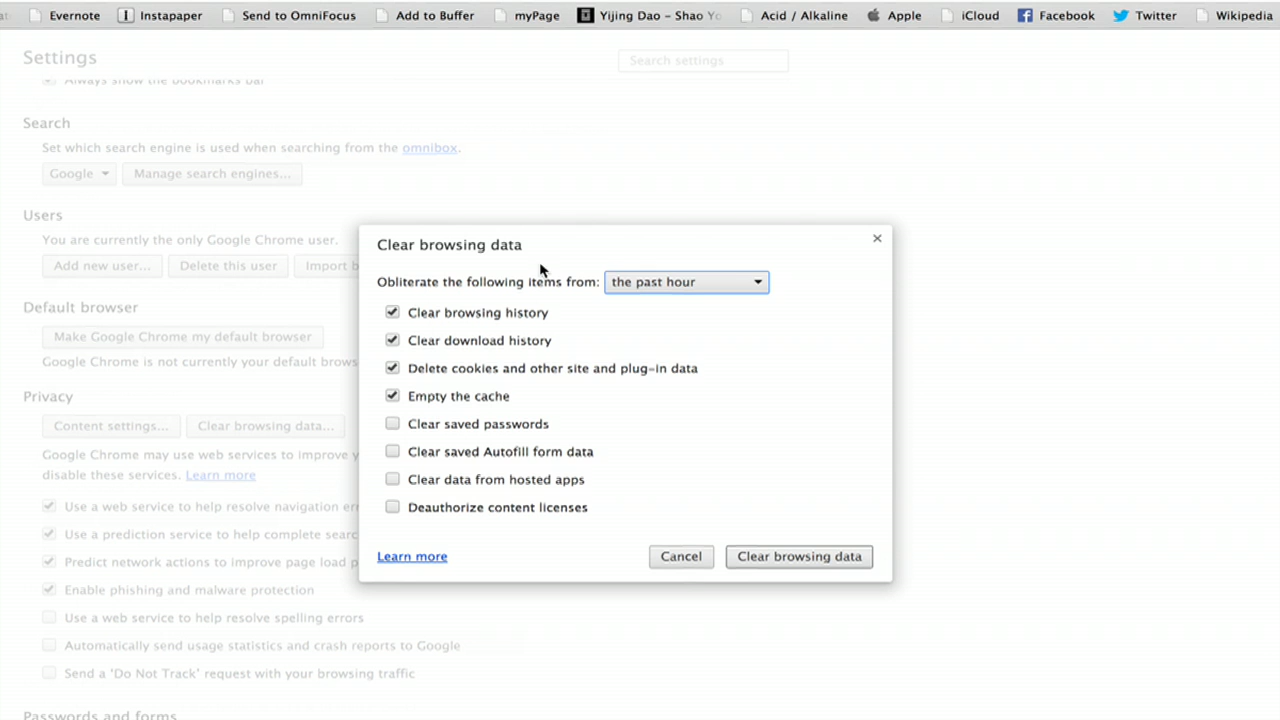 Evernote Instapaper Send to OmniFocus Add to Buffer myPage Yijing Dao – Shao Yo Acid / Alkaline Apple iCloud Facebook Twitter Wikipedia
Settings
Search settings
Always show the bookmarks bar
Search
Set which search engine is used when searching from the omnibox.
Google Manage search engines...
Users
You are currently the only Google Chrome user.
Add new user... Delete this user Import b
Default browser
Make Google Chrome my default browser
Google Chrome is not currently your default brows
Privacy
Content settings... Clear browsing data...
Google Chrome may use web services to improve y
disable these services. Learn more
Use a web service to help resolve navigation err
Use a prediction service to help complete searc
Predict network actions to improve page load p
Enable phishing and malware protection
Use a web service to help resolve spelling errors
Automatically send usage statistics and crash reports to Google
Send a 'Do Not Track' request with your browsing traffic
Passwords and forms
Clear browsing data
Obliterate the following items from: the past hour
Clear browsing history
Clear download history
Delete cookies and other site and plug-in data
Empty the cache
Clear saved passwords
Clear saved Autofill form data
Clear data from hosted apps
Deauthorize content licenses
Learn more Cancel Clear browsing data